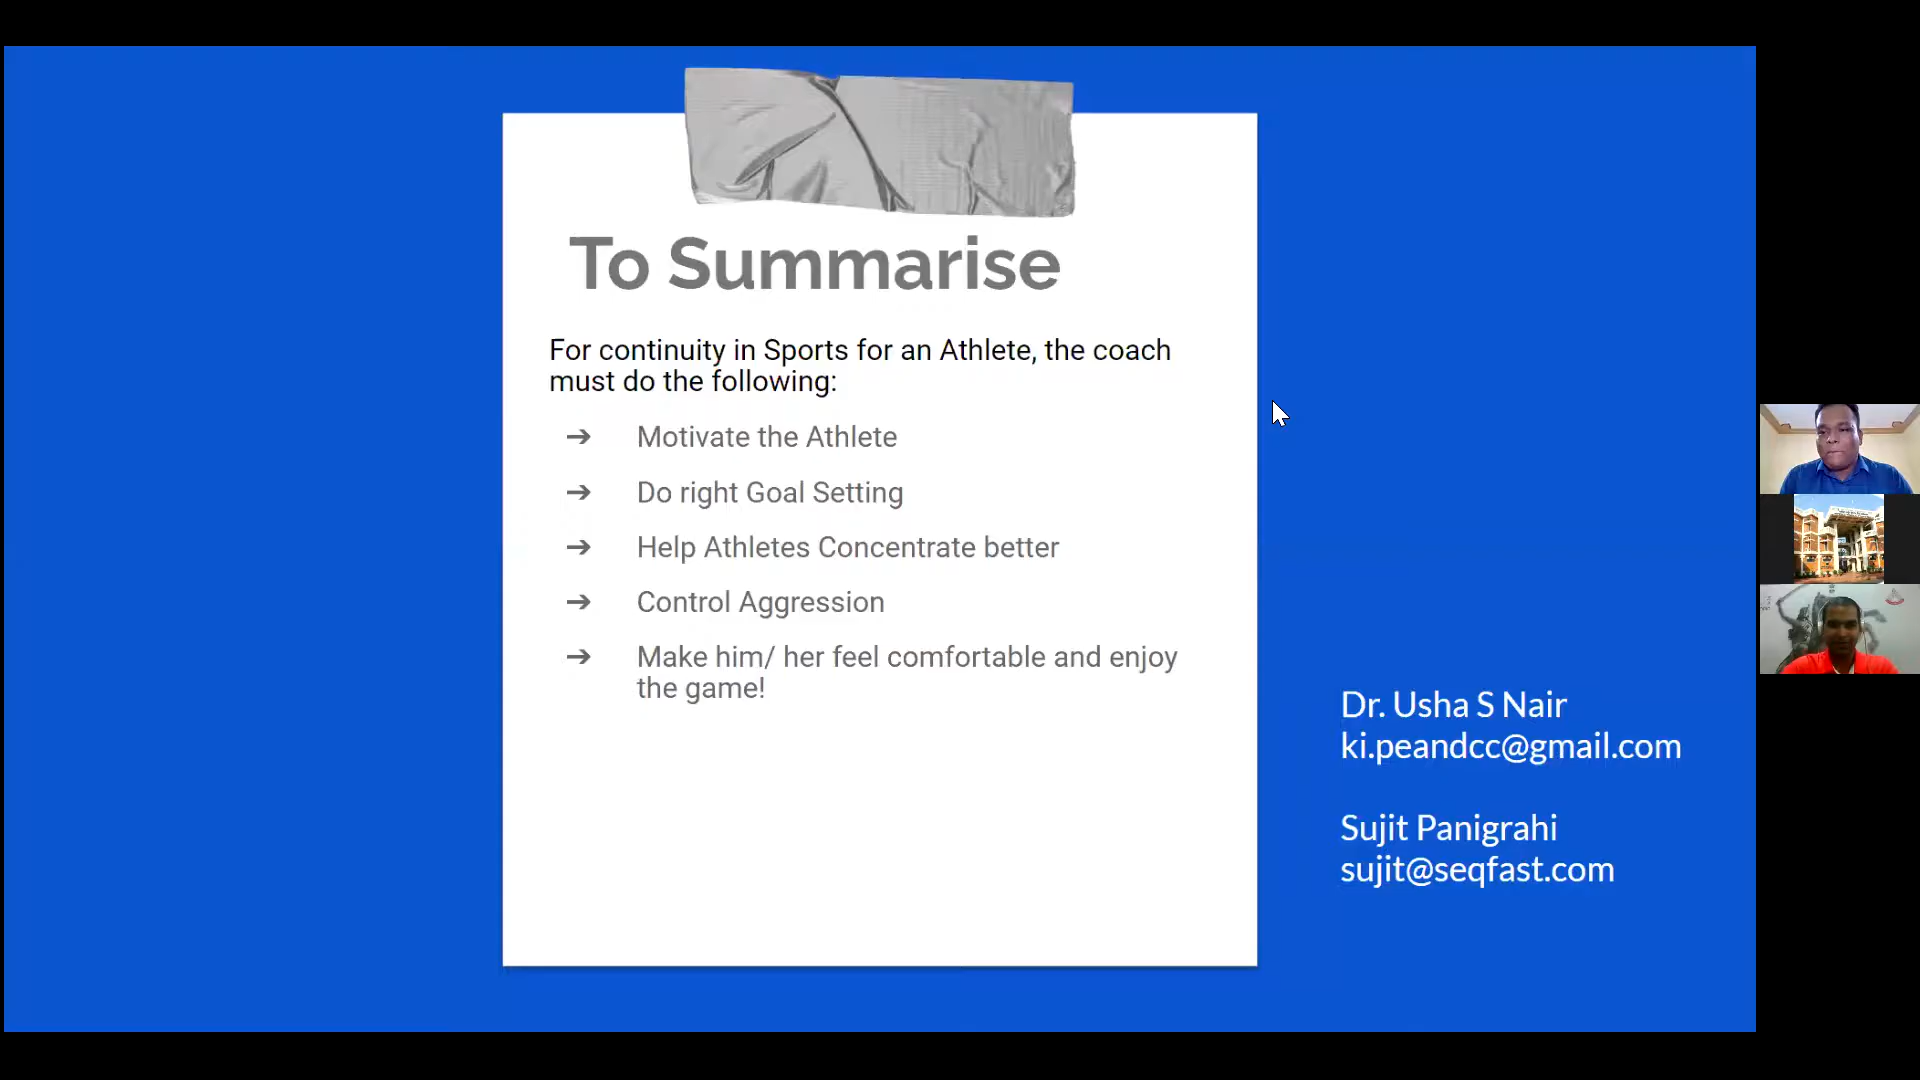 To Summarise
For continuity in Sports for an Athlete, the coach
must do the following:
➔ Motivate the Athlete
➔ Do right Goal Setting
➔ Help Athletes Concentrate better
➔ Control Aggression
➔ Make him/ her feel comfortable and enjoy
the game!
Dr. Usha S Nair
ki.peandcc@gmail.com
Sujit Panigrahi
sujit@seqfast.com